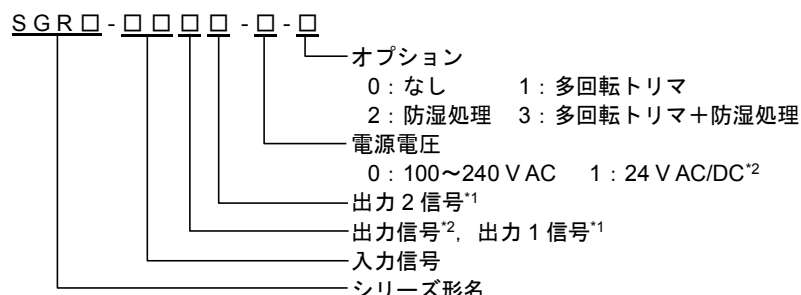 SGR□-□□□□-□-□
オプション
0：なし 1：多回転トリマ
2：防湿処理 3：多回転トリマ＋防湿処理
電源電圧
0：100～240 V AC 1：24 V AC/DC*2
出力 2 信号*1
出力信号*2，出力 1 信号*1
入力信号
シリーズ形名